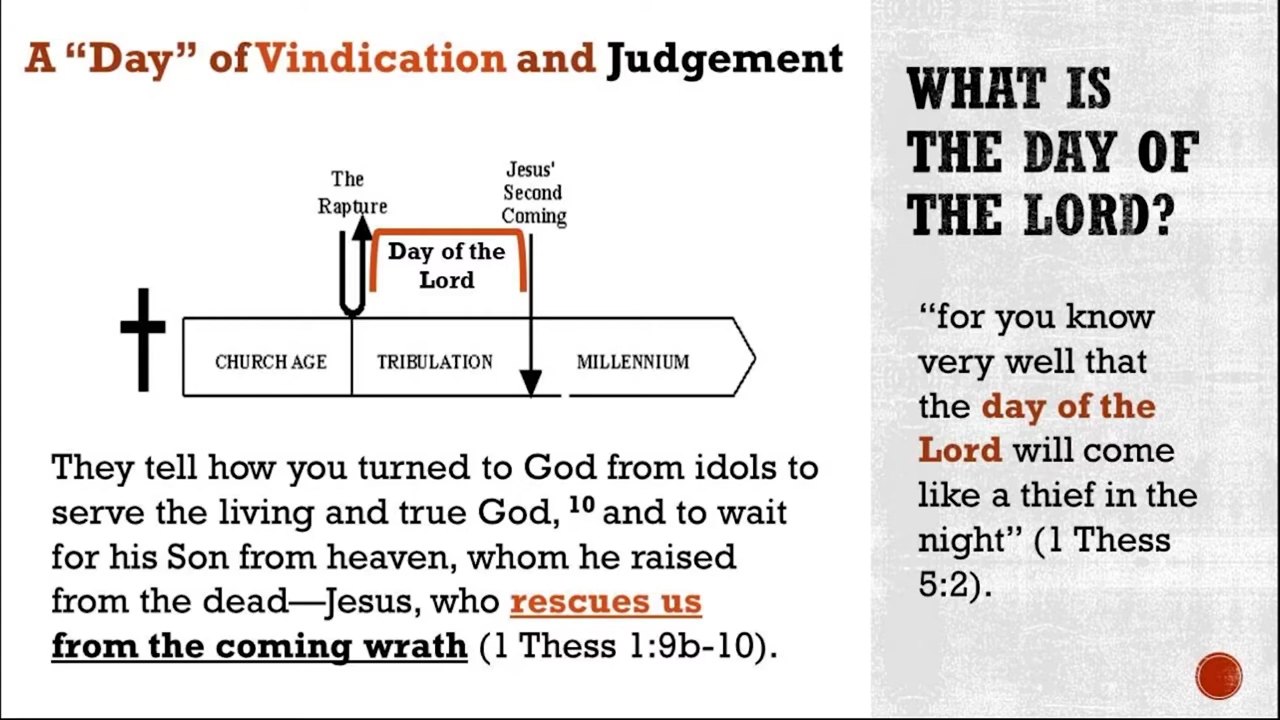 A “Day” of Vindication and Judgement
The
Rapture
Jesus'
Second
Coming
Day of the
Lord
CHURCH AGE
TRIBULATION
MILLENNIUM
They tell how you turned to God from idols to
serve the living and true God, ¹⁰ and to wait
for his Son from heaven, whom he raised
from the dead—Jesus, who rescues us
from the coming wrath (1 Thess 1:9b-10).
WHAT IS
THE DAY OF
THE LORD?
“for you know
very well that
the day of the
Lord will come
like a thief in the
night” (1 Thess
5:2).